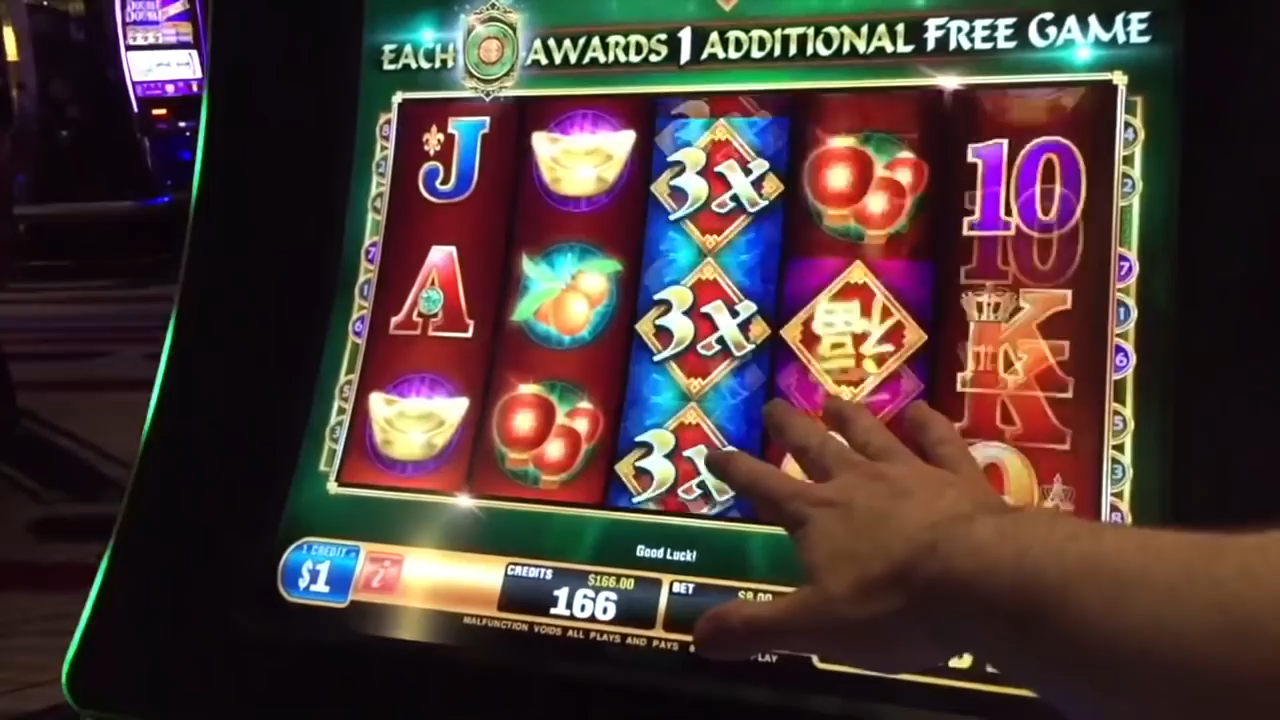 EACH AWARDS 1 ADDITIONAL FREE GAME
J 3x 10
A 3x 福 K
3x
Good Luck!
1 CREDIT
$1
i
CREDITS $166.00
166
BET $8.00
MALFUNCTION VOIDS ALL PLAYS AND PAYS
PLAY